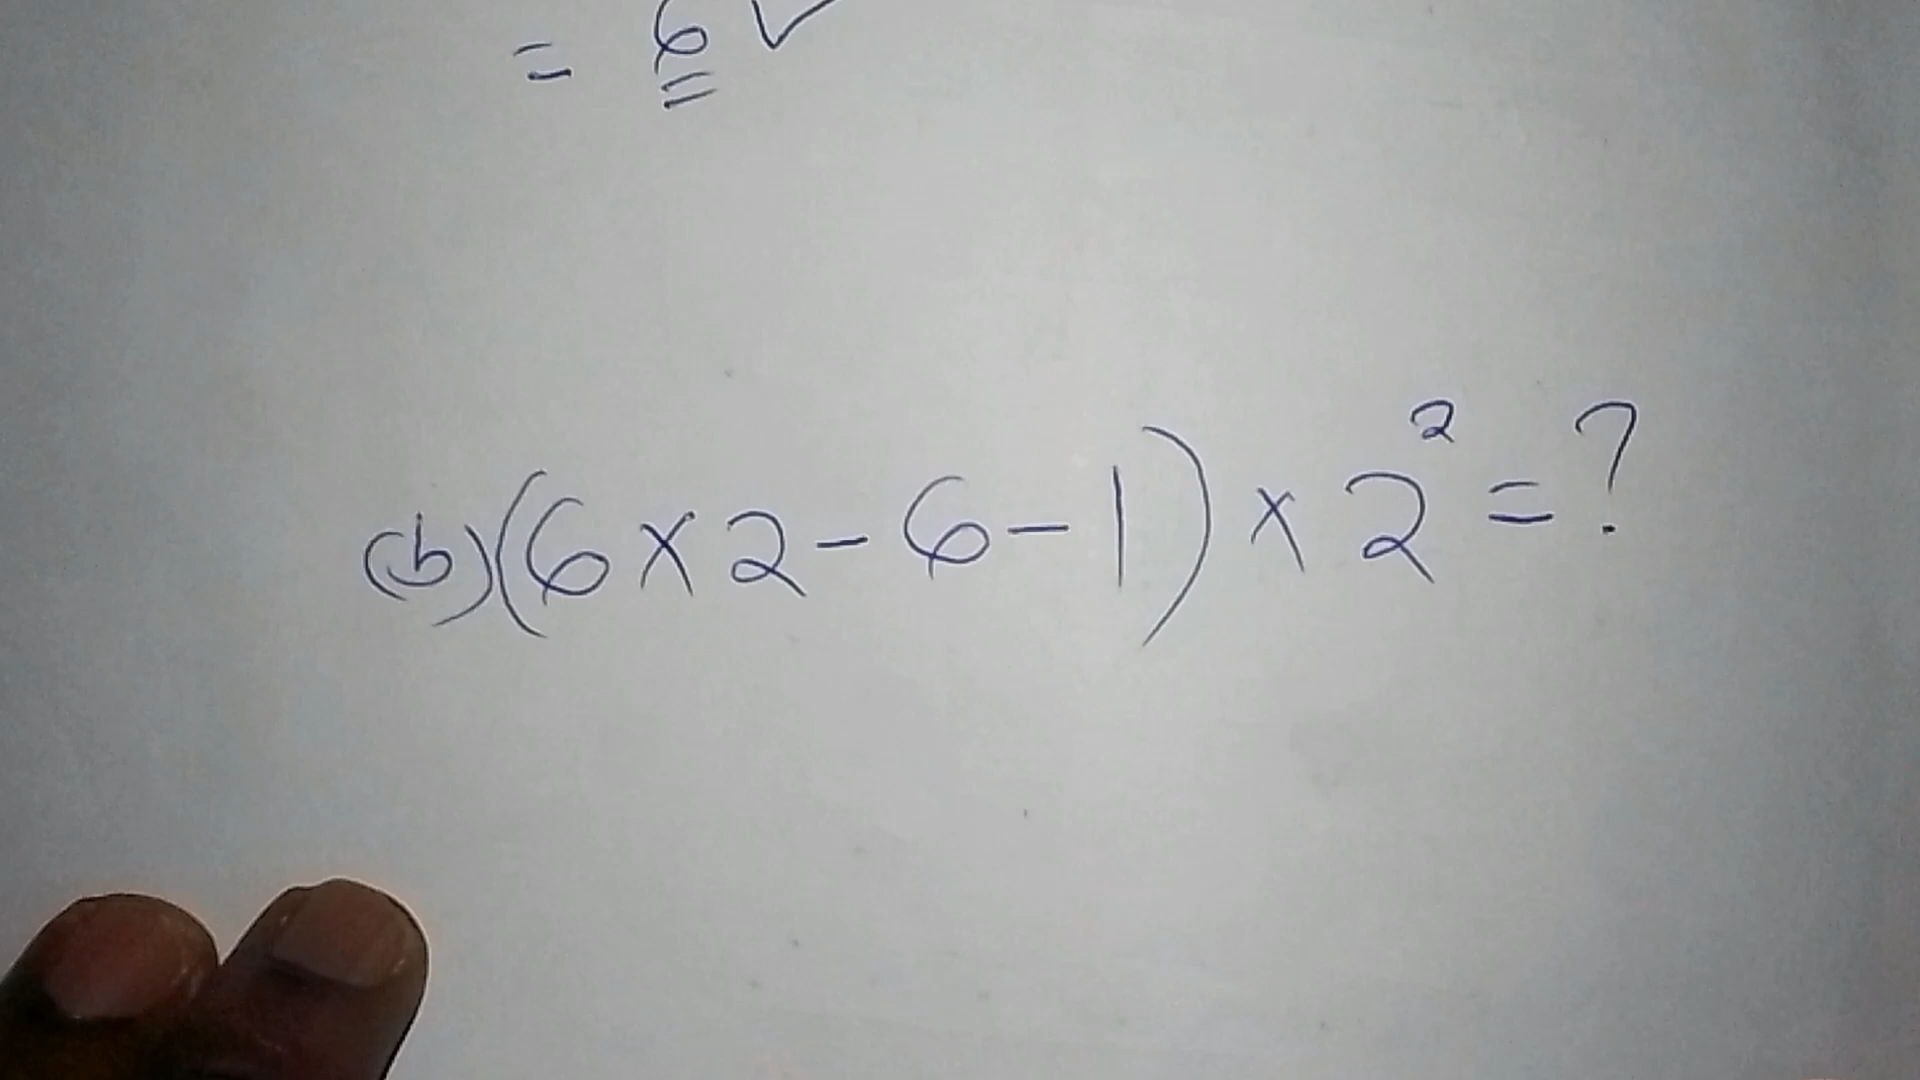 = 6 ✓
(b) (6 × 2 - 6 - 1) × 2² = ?